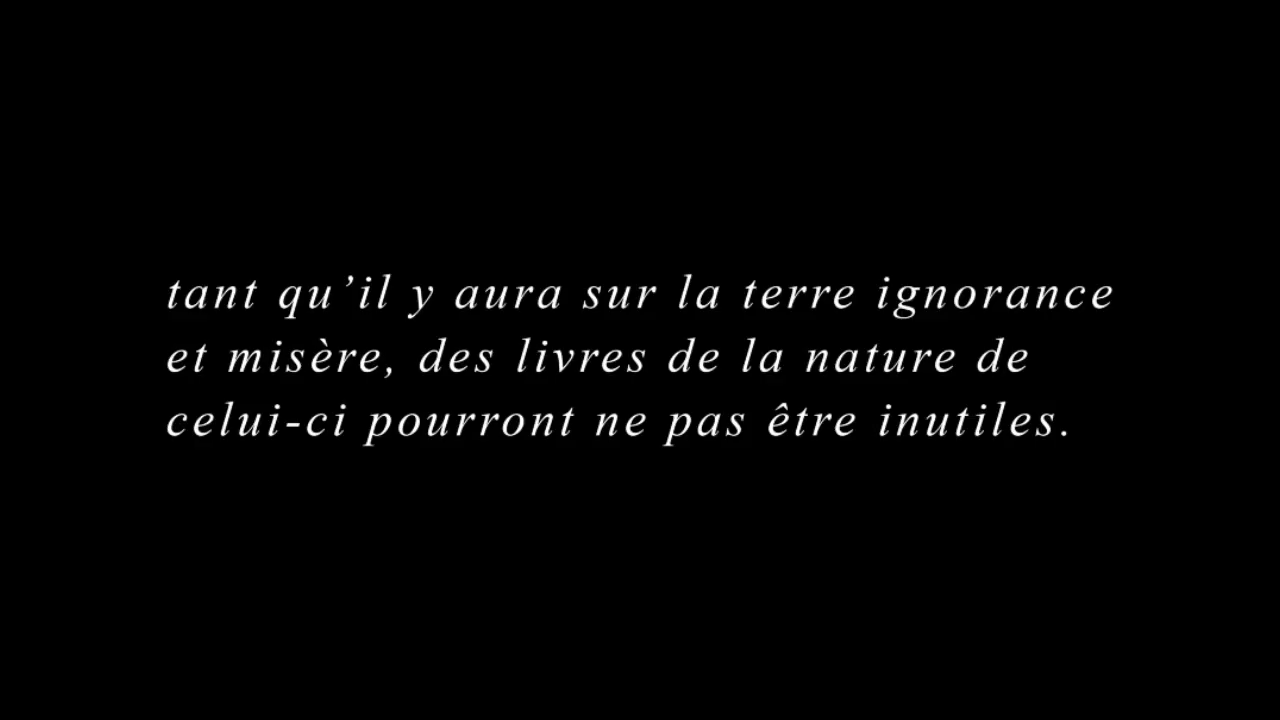 tant qu’il y aura sur la terre ignorance
et misère, des livres de la nature de
celui-ci pourront ne pas être inutiles.